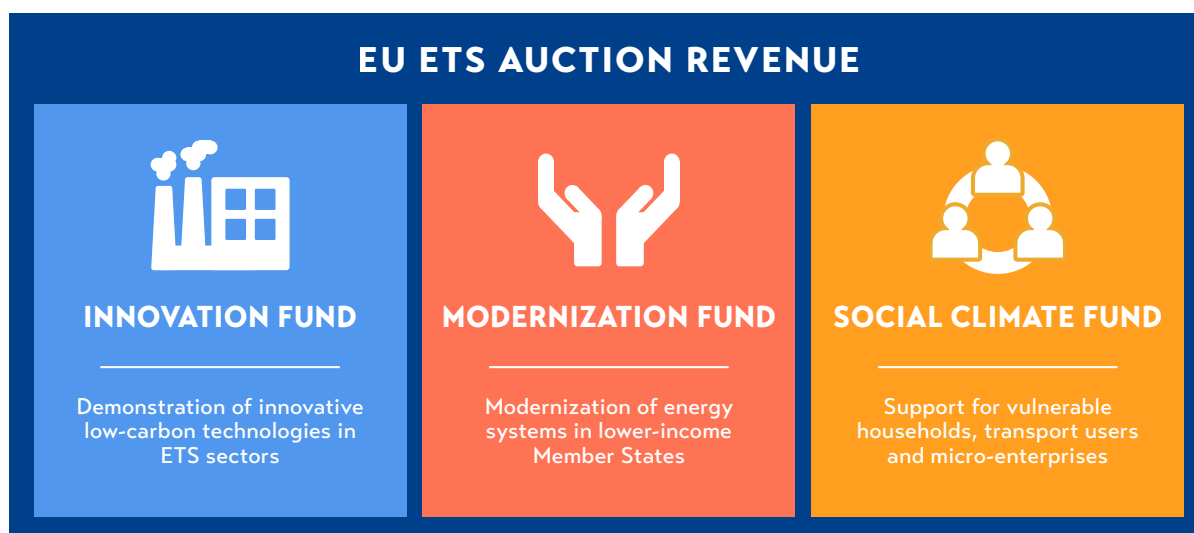 EU ETS AUCTION REVENUE
INNOVATION FUND
Demonstration of innovative
low-carbon technologies in
ETS sectors
MODERNIZATION FUND
Modernization of energy
systems in lower-income
Member States
SOCIAL CLIMATE FUND
Support for vulnerable
households, transport users
and micro-enterprises